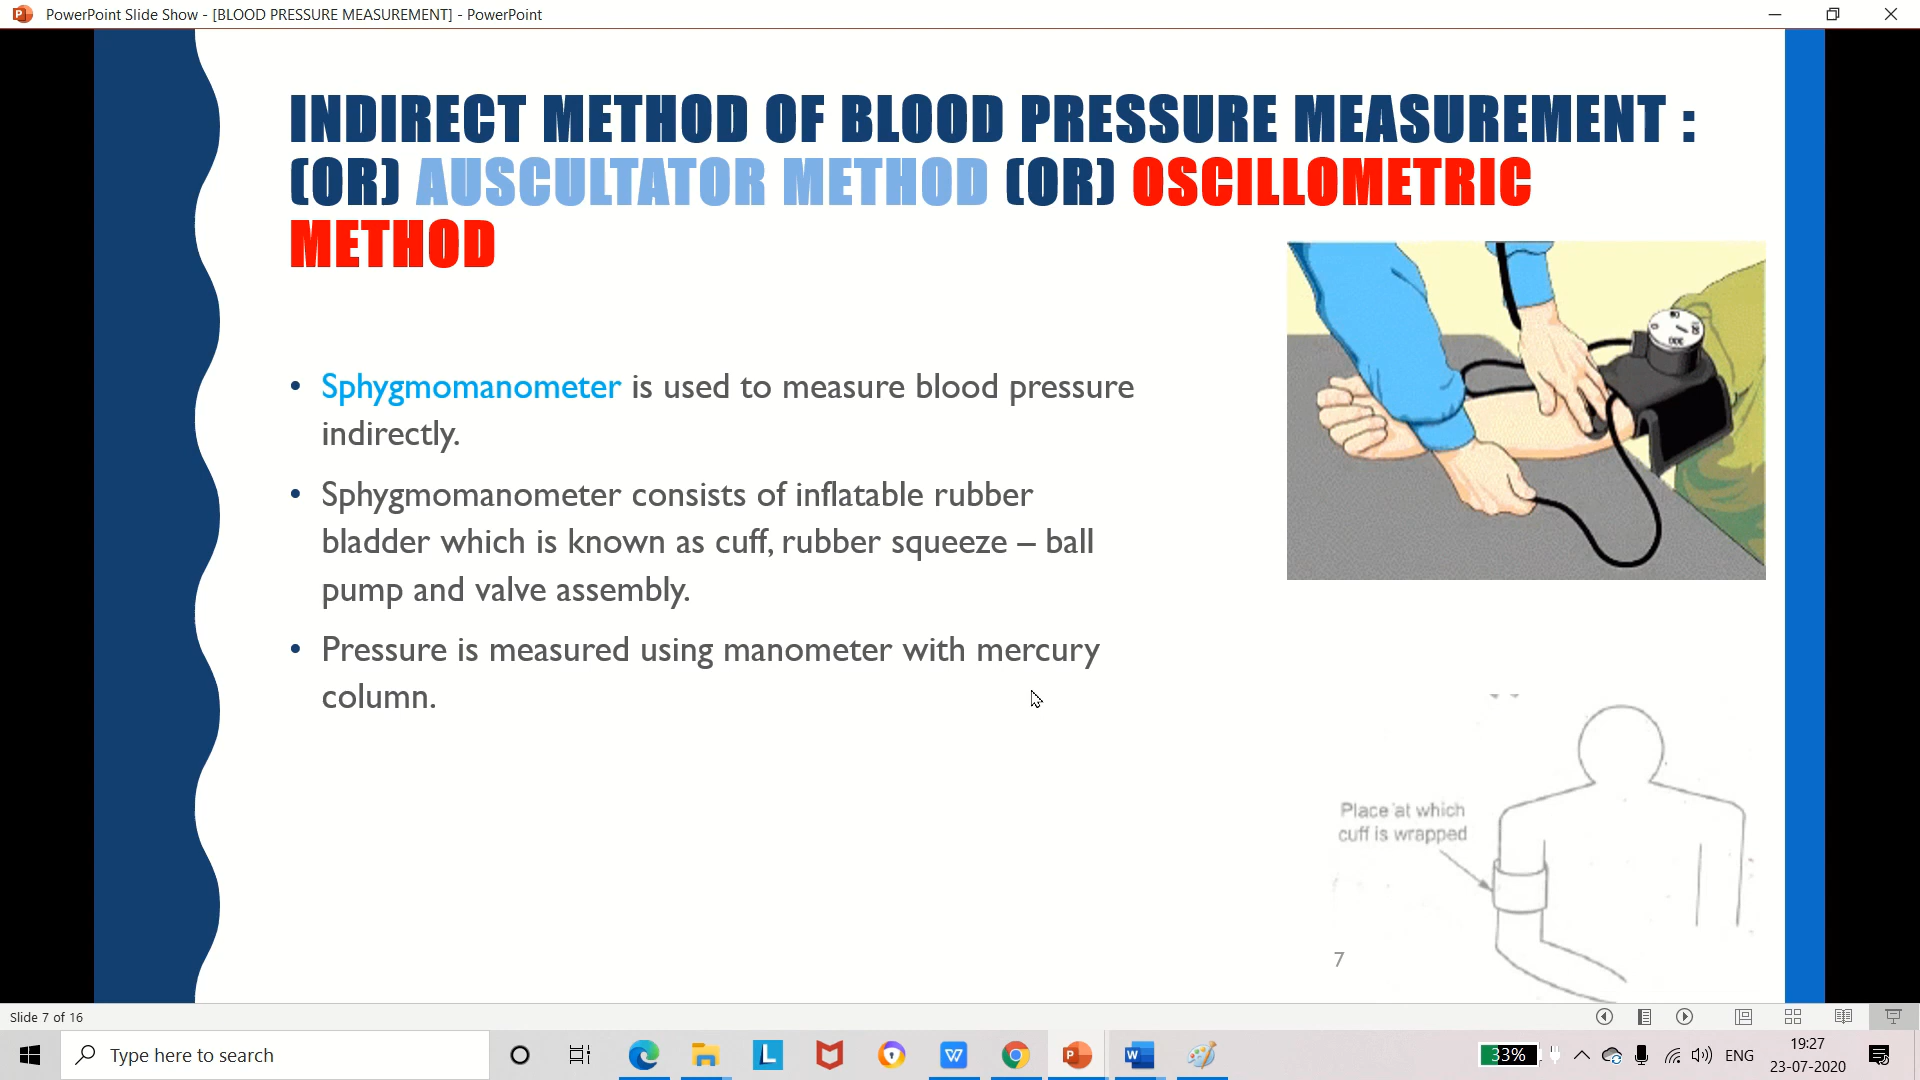 PowerPoint Slide Show - [BLOOD PRESSURE MEASUREMENT] - PowerPoint
INDIRECT METHOD OF BLOOD PRESSURE MEASUREMENT :
(OR) AUSCULTATOR METHOD (OR) OSCILLOMETRIC
METHOD
• Sphygmomanometer is used to measure blood pressure
indirectly.
• Sphygmomanometer consists of inflatable rubber
bladder which is known as cuff, rubber squeeze – ball
pump and valve assembly.
• Pressure is measured using manometer with mercury
column.
Place at which
cuff is wrapped
7
Slide 7 of 16
Type here to search
33%
ENG
19:27
23-07-2020